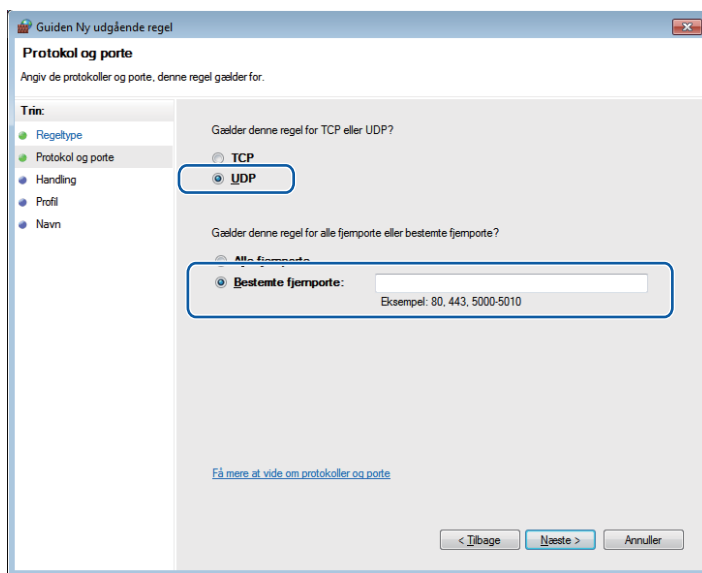 Guiden Ny udgående regel
Protokol og porte
Angiv de protokoller og porte, denne regel gælder for.
Trin:
Regeltype
Protokol og porte
Handling
Profil
Navn
Gælder denne regel for TCP eller UDP?
TCP
UDP
Gælder denne regel for alle fjernporte eller bestemte fjernporte?
Alle fjernporte
Bestemte fjernporte:
Eksempel: 80, 443, 5000-5010
Få mere at vide om protokoller og porte
< Tilbage
Næste >
Annuller